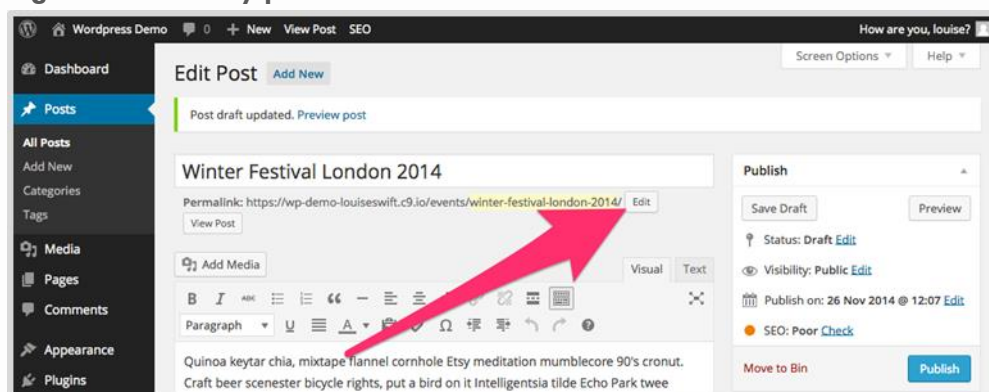 Wordpress Demo 0 + New View Post SEO How are you, louise?
Screen Options Help
Dashboard
Posts
All Posts
Add New
Categories
Tags
Media
Pages
Comments
Appearance
Plugins
Edit Post Add New
Post draft updated. Preview post
Winter Festival London 2014
Permalink: https://wp-demo-louiseswift.c9.io/events/winter-festival-london-2014/ Edit
View Post
Add Media
Visual Text
B I ABC
Paragraph U A Ω
Quinoa keytar chia, mixtape flannel cornhole Etsy meditation mumblecore 90's cronut.
Craft beer scenester bicycle rights, put a bird on it Intelligentsia tilde Echo Park twee
Publish
Save Draft Preview
Status: Draft Edit
Visibility: Public Edit
Publish on: 26 Nov 2014 @ 12:07 Edit
SEO: Poor Check
Move to Bin Publish